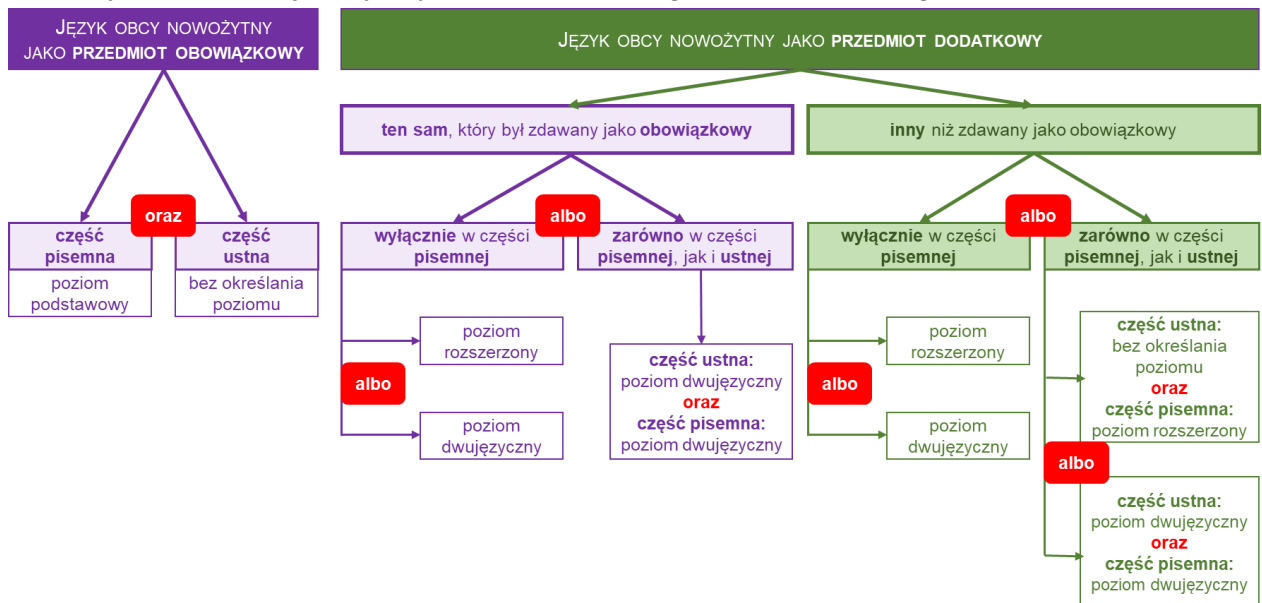 JĘZYK OBCY NOWOŻYTNY
JAKO PRZEDMIOT OBOWIĄZKOWY
JĘZYK OBCY NOWOŻYTNY JAKO PRZEDMIOT DODATKOWY
ten sam, który był zdawany jako obowiązkowy
inny niż zdawany jako obowiązkowy
oraz
część
pisemna
poziom
podstawowy
część
ustna
bez określania
poziomu
albo
wyłącznie w części
pisemnej
zarówno w części
pisemnej, jak i ustnej
poziom
rozszerzony
albo
poziom
dwujęzyczny
część ustna:
poziom dwujęzyczny
oraz
część pisemna:
poziom dwujęzyczny
albo
wyłącznie w części
pisemnej
zarówno w części
pisemnej, jak i ustnej
poziom
rozszerzony
albo
poziom
dwujęzyczny
część ustna:
bez określania
poziomu
oraz
część pisemna:
poziom rozszerzony
albo
część ustna:
poziom dwujęzyczny
oraz
część pisemna:
poziom dwujęzyczny